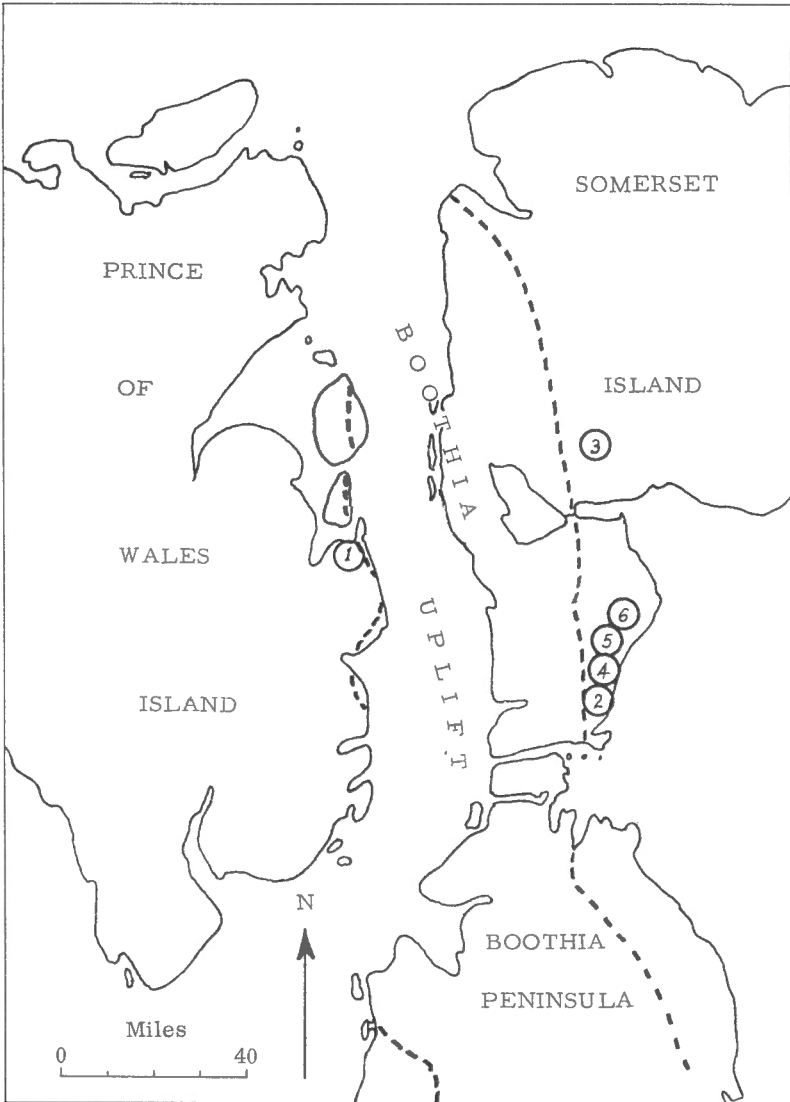 SOMERSET
PRINCE
OF
ISLAND
3
WALES
1
ISLAND
6
5
4
2
BOOTHIA
UPLIFT
N
BOOTHIA
PENINSULA
Miles
0 40